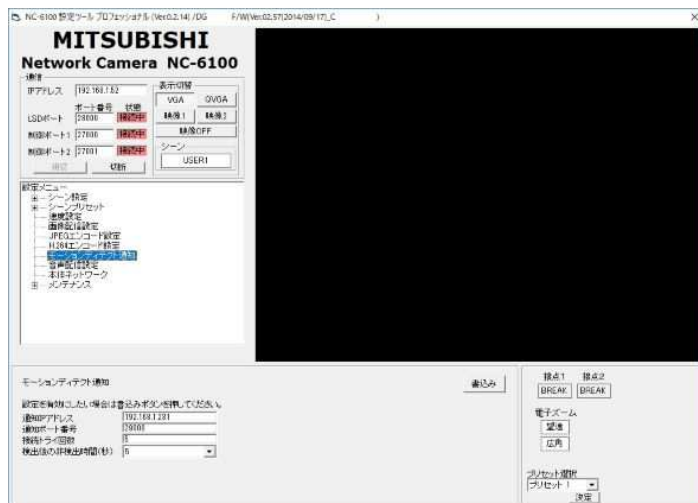 NC-6100 設定ツール プロフェッショナル (Ver.0.2.14) /DG F/W(Ver.02.57(2014/09/17)_C )
MITSUBISHI
Network Camera NC-6100
通信
IPアドレス 192.168.1.52
ポート番号 状態
LSDポート 28000 接続中
制御ポート1 27000 接続中
制御ポート2 27001 接続中
接続 切断
表示切替
VGA QVGA
映像1 映像2
映像OFF
シーン
USER1
設定メニュー
シーン設定
シーンプリセット
速度設定
画像配信設定
JPEGエンコード設定
H.264エンコード設定
モーションディテクト通知
音声配信設定
本体ネットワーク
メンテナンス
モーションディテクト通知
書込み
設定を有効にしたい場合は書込みボタンを押してください。
通知IPアドレス 192.168.1.231
通知ポート番号 29000
接続トライ回数 5
検出後の非検出時間(秒) 5
接点1 接点2
BREAK BREAK
電子ズーム
望遠
広角
プリセット選択
プリセット 1
決定